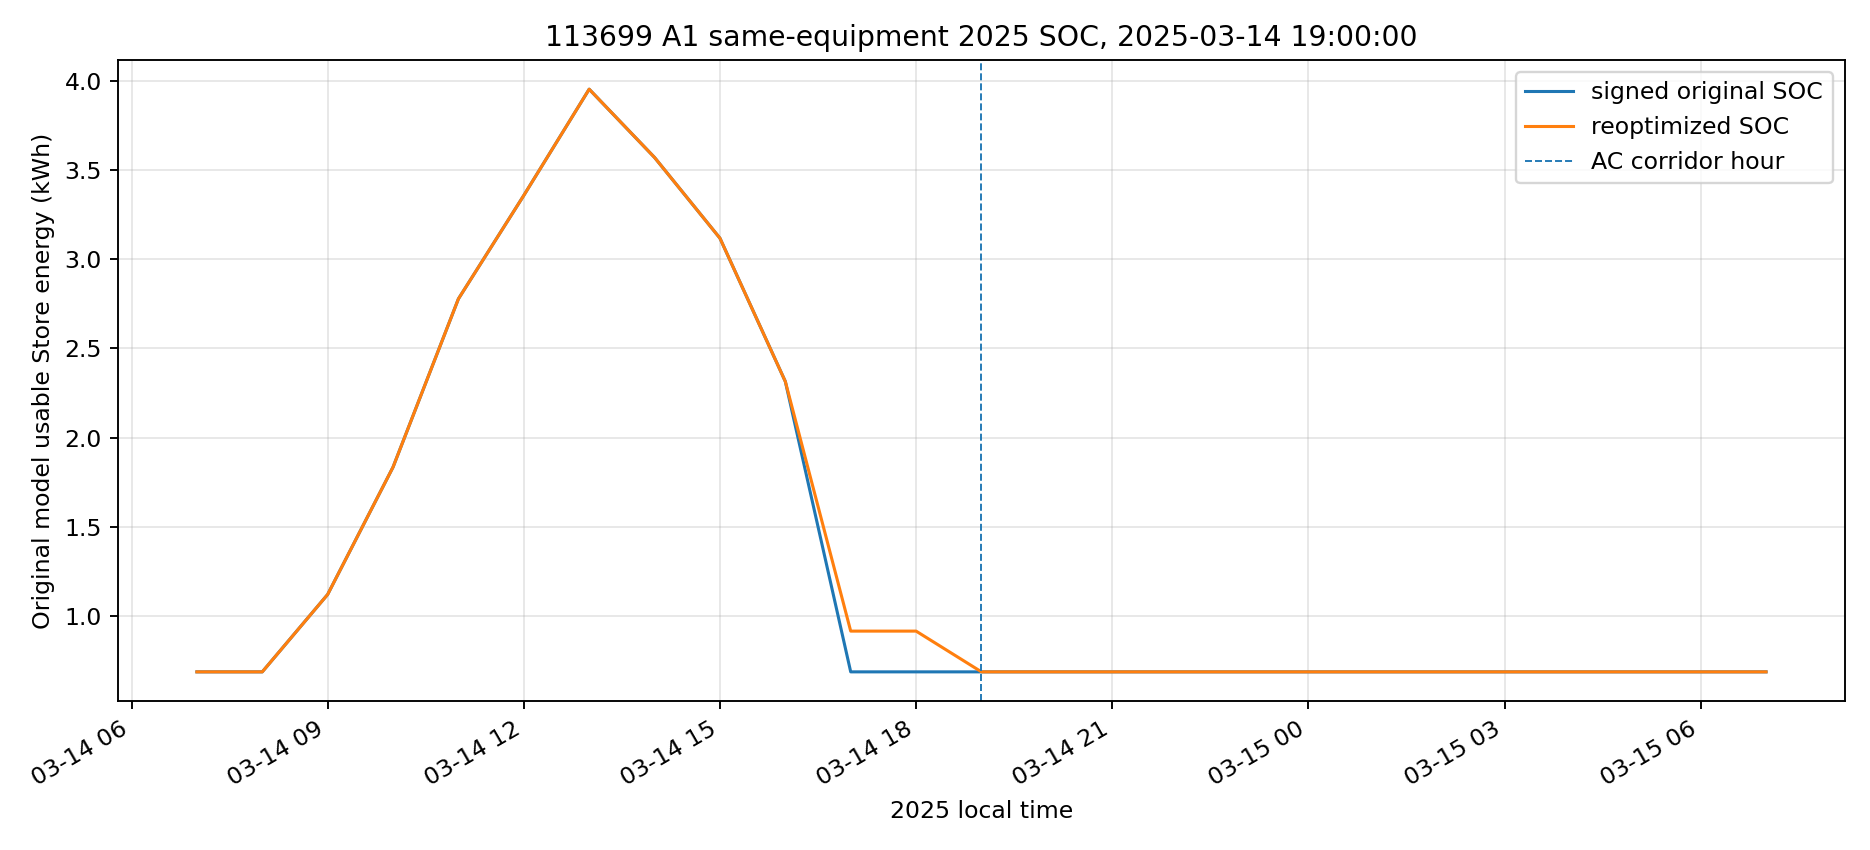 113699 A1 same-equipment 2025 SOC, 2025-03-14 19:00:00
signed original SOC
reoptimized SOC
AC corridor hour
Original model usable Store energy (kWh)
4.0
3.5
3.0
2.5
2.0
1.5
1.0
03-14 06
03-14 09
03-14 12
03-14 15
03-14 18
03-14 21
03-15 00
03-15 03
03-15 06
2025 local time